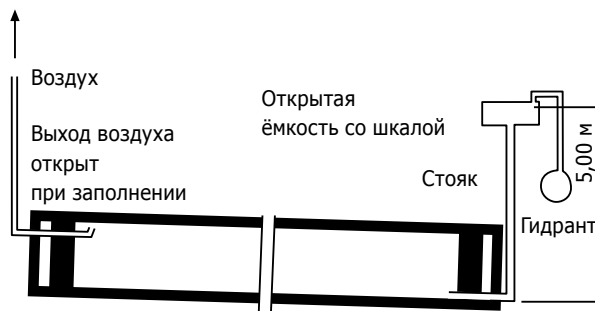 Воздух
Выход воздуха
открыт
при заполнении
Открытая
ёмкость со шкалой
Стояк
5,00 м
Гидрант